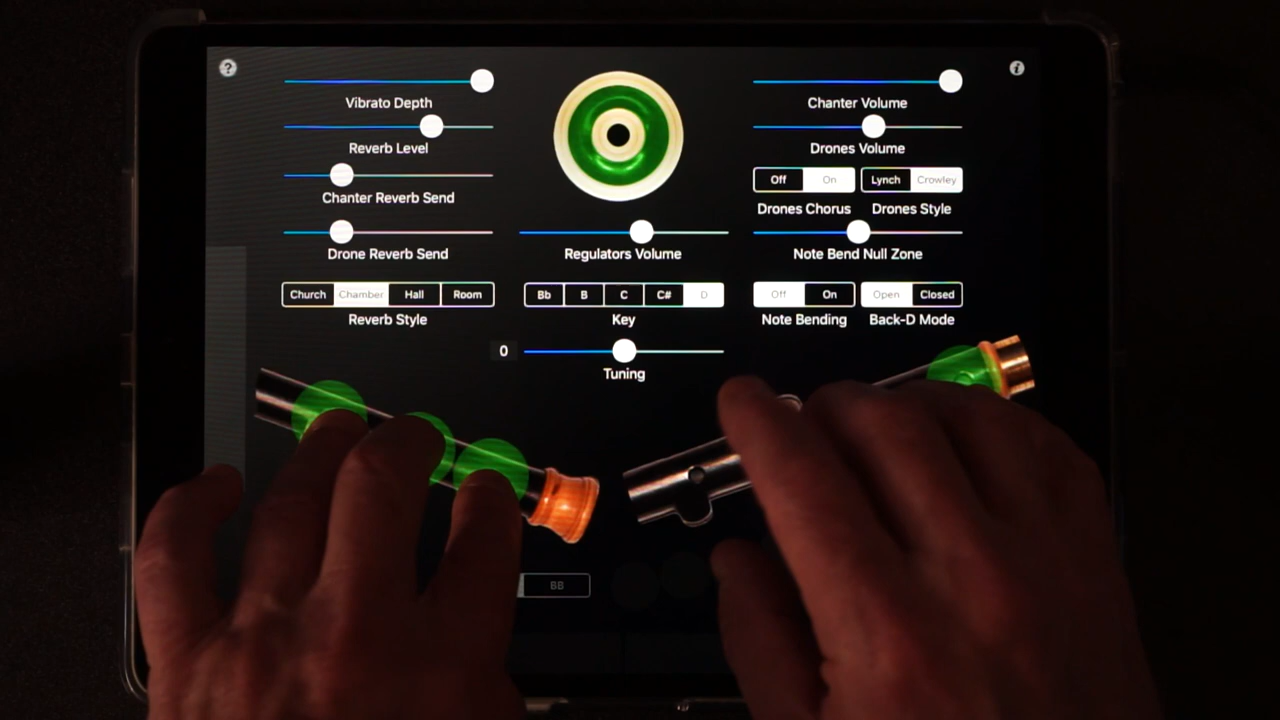 ?
i
Vibrato Depth
Chanter Volume
Reverb Level
Drones Volume
Off On
Lynch Crowley
Chanter Reverb Send
Drones Chorus
Drones Style
Drone Reverb Send
Regulators Volume
Note Bend Null Zone
Church Chamber Hall Room
Bb B C C# D
Off On
Open Closed
Reverb Style
Key
Note Bending
Back-D Mode
0
Tuning
BB